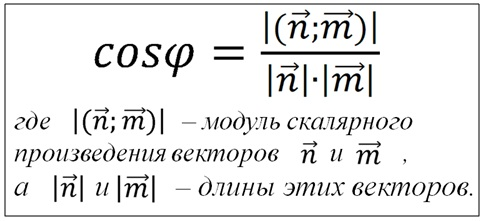 cosφ = |(n⃗;m⃗)| / |n⃗|·|m⃗|
где |(n⃗;m⃗)| – модуль скалярного
произведения векторов n⃗ и m⃗ ,
а |n⃗| и |m⃗| – длины этих векторов.